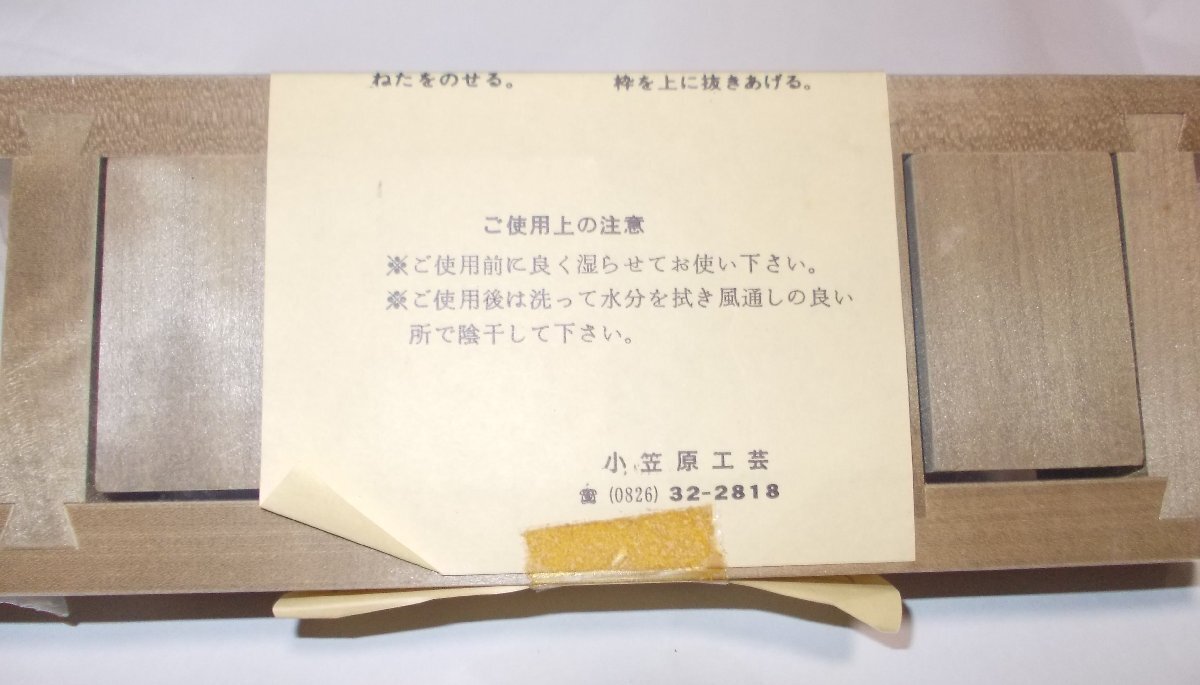 ねたをのせる。
枠を上に抜きあげる。
ご使用上の注意
※ご使用前に良く湿らせてお使い下さい。
※ご使用後は洗って水分を拭き風通しの良い
所で陰干して下さい。
小笠原工芸
☎ (0826) 32-2818